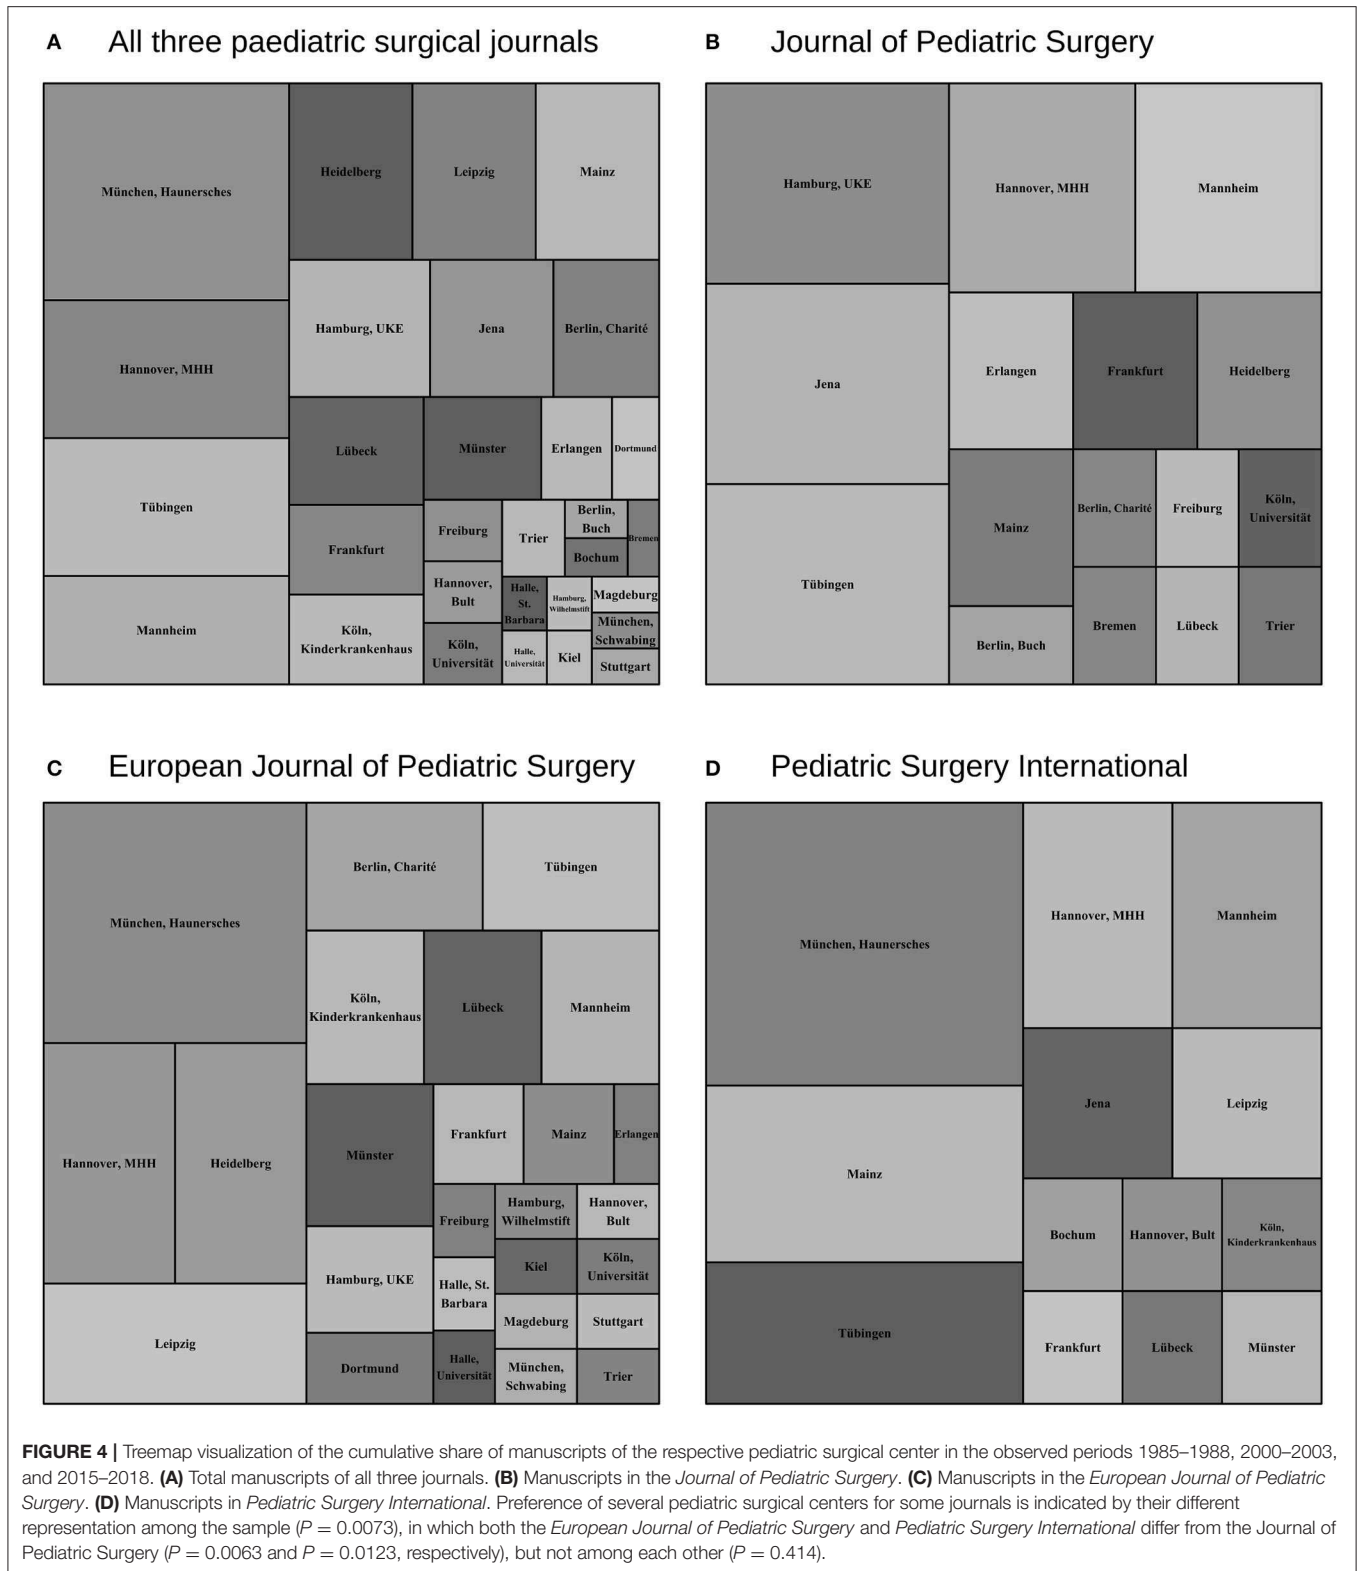 A All three paediatric surgical journals
München, Haunersches
Heidelberg
Leipzig
Mainz
Hannover, MHH
Hamburg, UKE
Jena
Berlin, Charité
Tübingen
Lübeck
Münster
Erlangen
Dortmund
Mannheim
Frankfurt
Köln,
Kinderkrankenhaus
Freiburg
Hannover,
Bult
Köln,
Universität
Trier
Berlin,
Buch
Bochum
Bremen
Halle,
St.
Barbara
Hamburg,
Wilhelmstift
Magdeburg
München,
Schwabing
Halle,
Universität
Kiel
Stuttgart
B Journal of Pediatric Surgery
Hamburg, UKE
Hannover, MHH
Mannheim
Jena
Erlangen
Frankfurt
Heidelberg
Tübingen
Mainz
Berlin, Charité
Freiburg
Köln,
Universität
Berlin, Buch
Bremen
Lübeck
Trier
C European Journal of Pediatric Surgery
München, Haunersches
Berlin, Charité
Tübingen
Köln,
Kinderkrankenhaus
Lübeck
Mannheim
Hannover, MHH
Heidelberg
Münster
Frankfurt
Mainz
Erlangen
Leipzig
Hamburg, UKE
Dortmund
Freiburg
Hamburg,
Wilhelmstift
Hannover,
Bult
Halle, St.
Barbara
Kiel
Köln,
Universität
Magdeburg
Stuttgart
Halle,
Universität
München,
Schwabing
Trier
D Pediatric Surgery International
München, Haunersches
Hannover, MHH
Mannheim
Mainz
Jena
Leipzig
Tübingen
Bochum
Hannover, Bult
Köln,
Kinderkrankenhaus
Frankfurt
Lübeck
Münster
FIGURE 4 | Treemap visualization of the cumulative share of manuscripts of the respective pediatric surgical center in the observed periods 1985–1988, 2000–2003,
and 2015–2018. (A) Total manuscripts of all three journals. (B) Manuscripts in the Journal of Pediatric Surgery. (C) Manuscripts in the European Journal of Pediatric
Surgery. (D) Manuscripts in Pediatric Surgery International. Preference of several pediatric surgical centers for some journals is indicated by their different
representation among the sample (P = 0.0073), in which both the European Journal of Pediatric Surgery and Pediatric Surgery International differ from the Journal of
Pediatric Surgery (P = 0.0063 and P = 0.0123, respectively), but not among each other (P = 0.414).